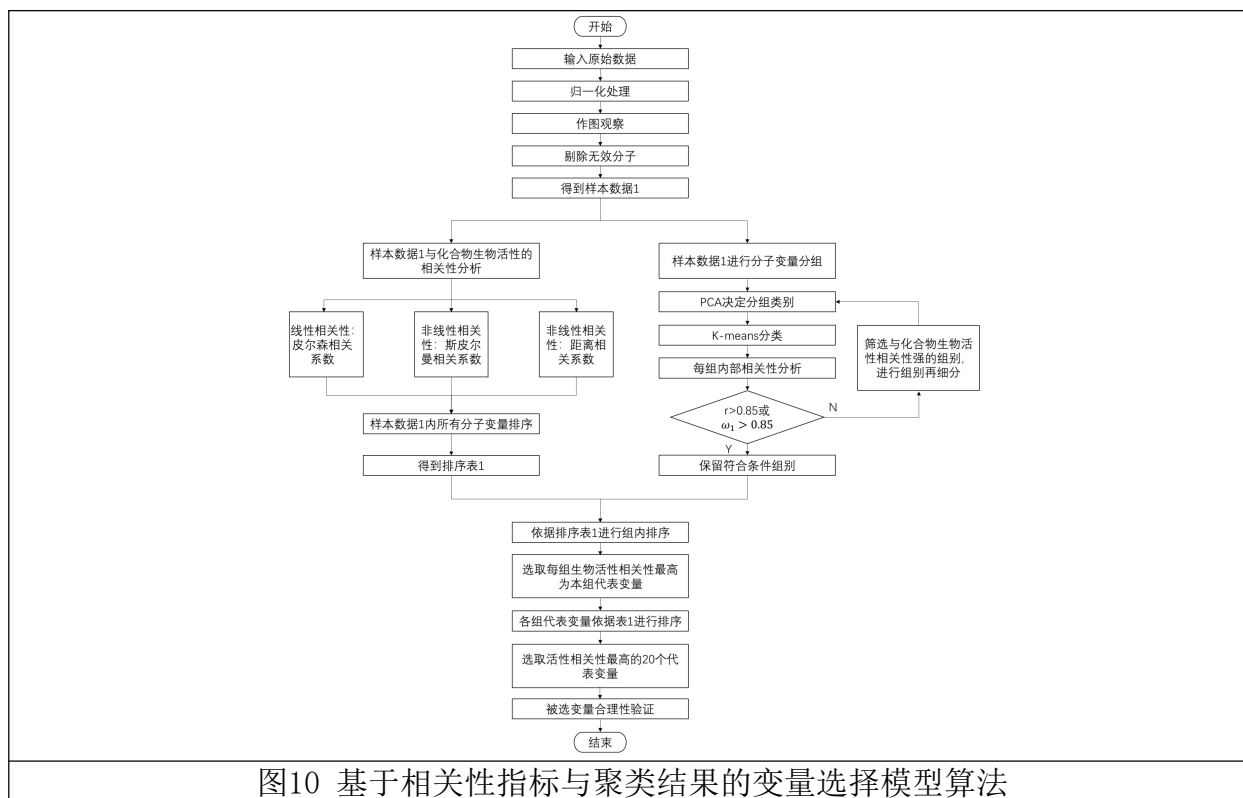 开始
输入原始数据
归一化处理
作图观察
剔除无效分子
得到样本数据1
样本数据1与化合物生物活性的
相关性分析
线性相关性:
皮尔森相关
系数
非线性相关
性：斯皮尔
曼相关系数
非线性相关
性：距离相
关系数
样本数据1内所有分子变量排序
得到排序表1
样本数据1进行分子变量分组
PCA决定分组类别
K-means分类
每组内部相关性分析
r>0.85或
ω₁ > 0.85
N
Y
筛选与化合物生物活
性相关性强的组别，
进行组别再细分
保留符合条件组别
依据排序表1进行组内排序
选取每组生物活性相关性最高
为本组代表变量
各组代表变量依据表1进行排序
选取活性相关性最高的20个代
表变量
被选变量合理性验证
结束
图10 基于相关性指标与聚类结果的变量选择模型算法